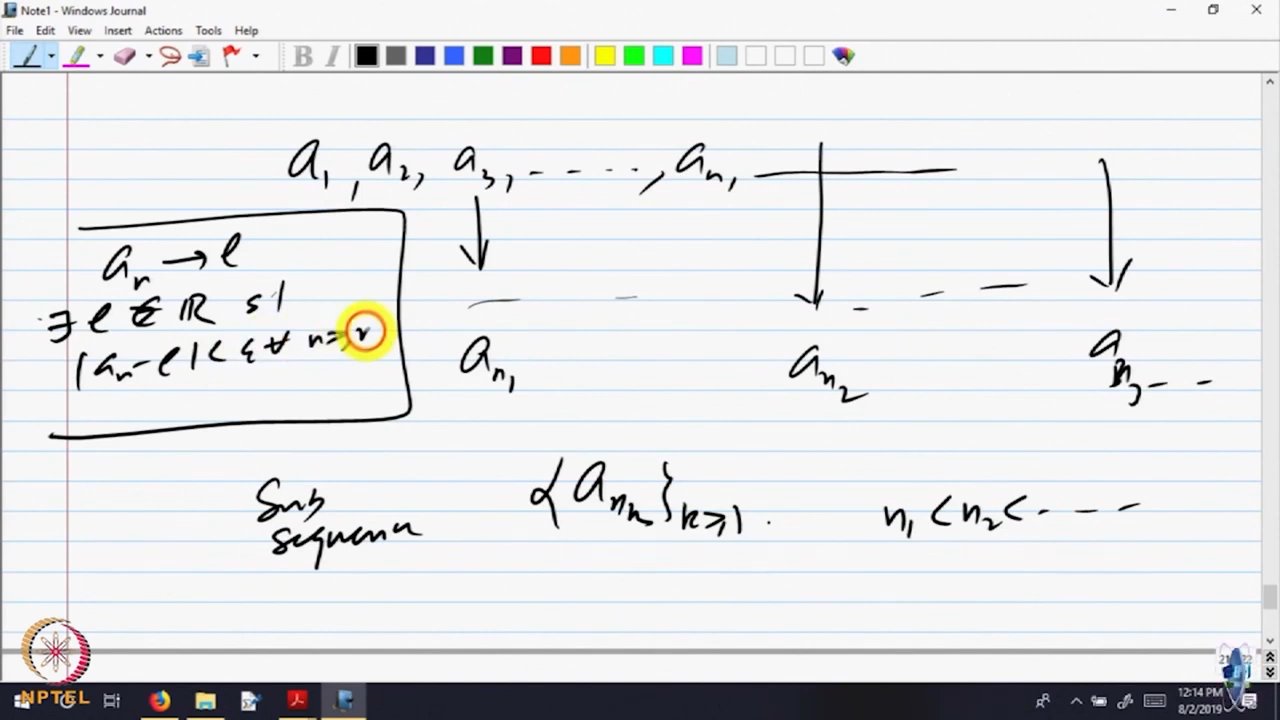 Note1 - Windows Journal
File Edit View Insert Actions Tools Help
B I
a₁, a₂, a₃, - - - -, aₙ, ―
aₙ → l
∃ l ∈ ℝ st
|aₙ - l| < ε ∀ n ≥
aₙ₁ aₙ₂ aₙ₃ - -
Sub
sequence
{aₙₖ}ₖ≥₁. n₁ < n₂ < - - -
NPTEL
12:14 PM
8/2/2019